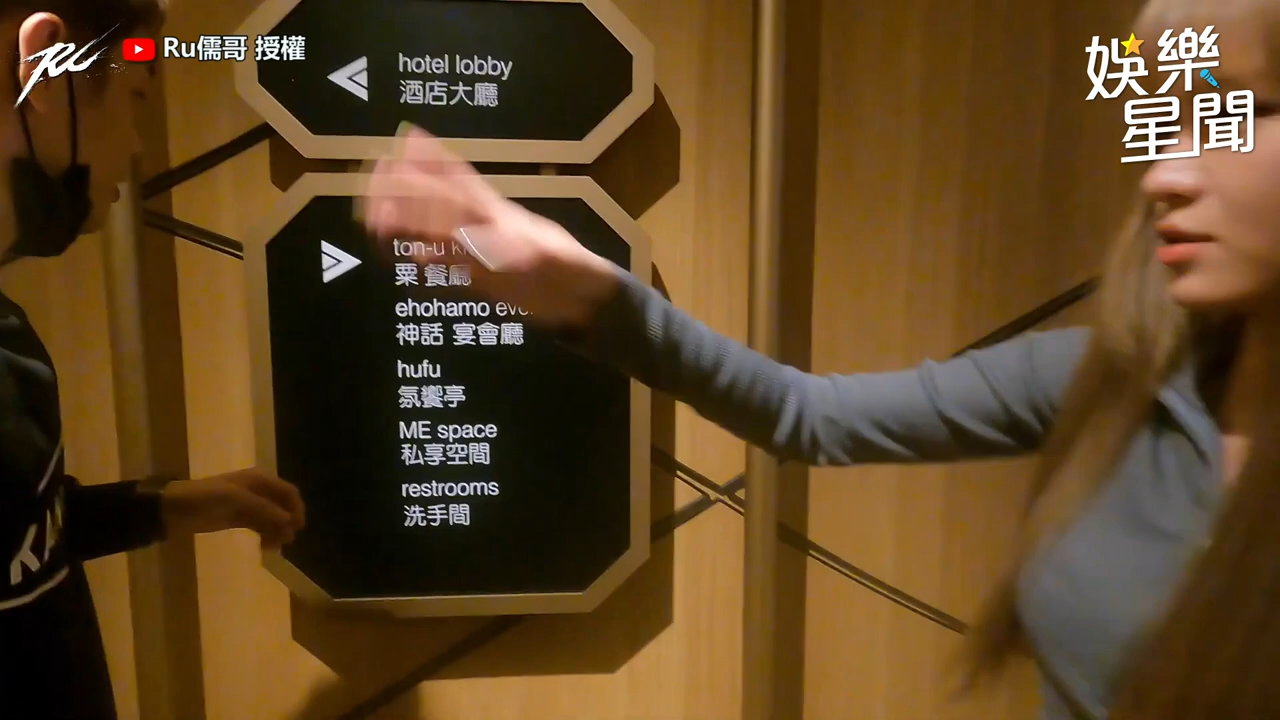 Ru儒哥 授權
娛樂
星聞
hotel lobby
酒店大廳
ton-u
粟 餐廳
ehohamo
神話 宴會廳
hufu
氛饗亭
ME space
私享空間
restrooms
洗手間